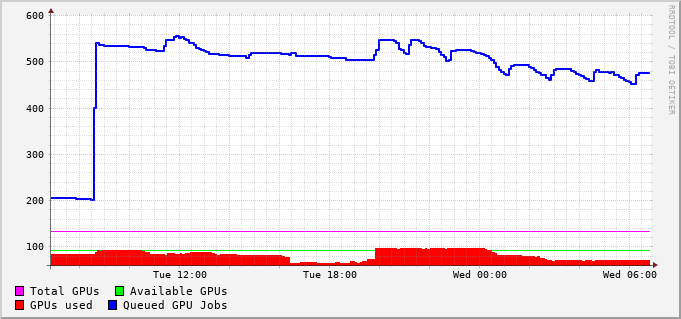 600
500
400
300
200
100
Tue 12:00 Tue 18:00 Wed 00:00 Wed 06:00
Total GPUs Available GPUs
GPUs used Queued GPU Jobs
RRDTOOL / TOBI OETIKER